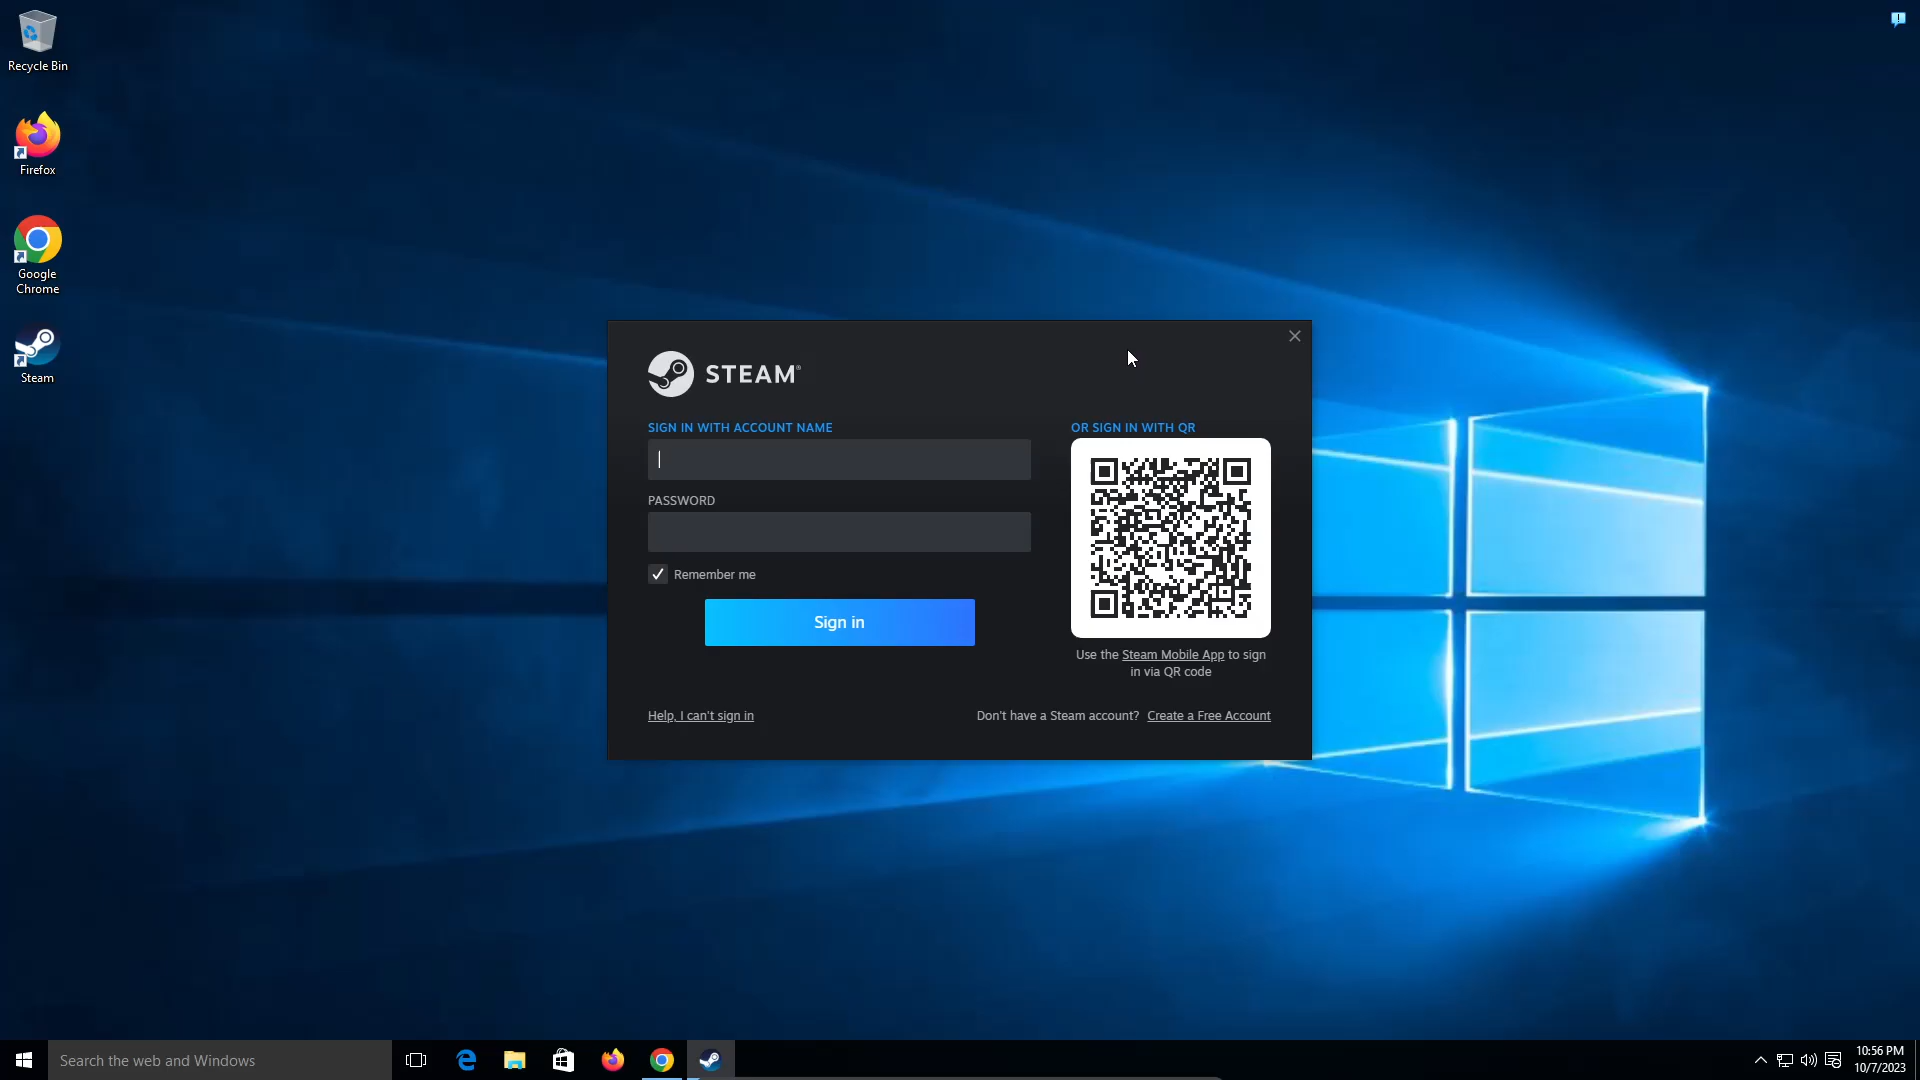 Recycle Bin
Firefox
Google
Chrome
Steam
STEAM®
SIGN IN WITH ACCOUNT NAME
PASSWORD
Remember me
Sign in
OR SIGN IN WITH QR
Use the Steam Mobile App to sign
in via QR code
Help, I can't sign in
Don't have a Steam account? Create a Free Account
Search the web and Windows
10:56 PM
10/7/2023